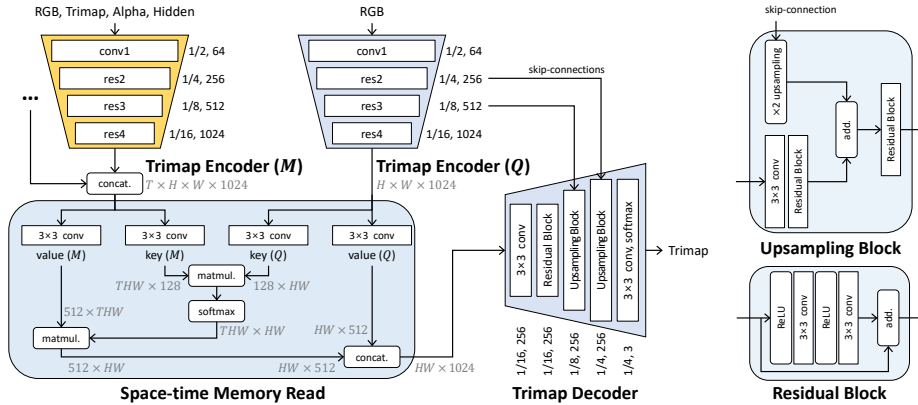 RGB, Trimap, Alpha, Hidden
conv1
1/2, 64
res2
1/4, 256
res3
1/8, 512
res4
1/16, 1024
...
Trimap Encoder (M)
concat.
T × H × W × 1024
RGB
conv1
1/2, 64
res2
1/4, 256
res3
1/8, 512
res4
1/16, 1024
skip-connections
Trimap Encoder (Q)
H × W × 1024
3×3 conv
value (M)
3×3 conv
key (M)
3×3 conv
key (Q)
3×3 conv
value (Q)
matmul.
THW × 128
128 × HW
softmax
THW × HW
512 × THW
matmul.
512 × HW
HW × 512
HW × 512
concat.
HW × 1024
Space-time Memory Read
3×3 conv
Residual Block
UpsamplingBlock
UpsamplingBlock
3×3 conv, softmax
Trimap
1/16, 256
1/16, 256
1/8, 256
1/4, 256
1/4, 3
Trimap Decoder
skip-connection
×2 upsampling
add.
Residual Block
3×3 conv
Residual Block
Upsampling Block
ReLU
3×3 conv
ReLU
3×3 conv
add.
Residual Block